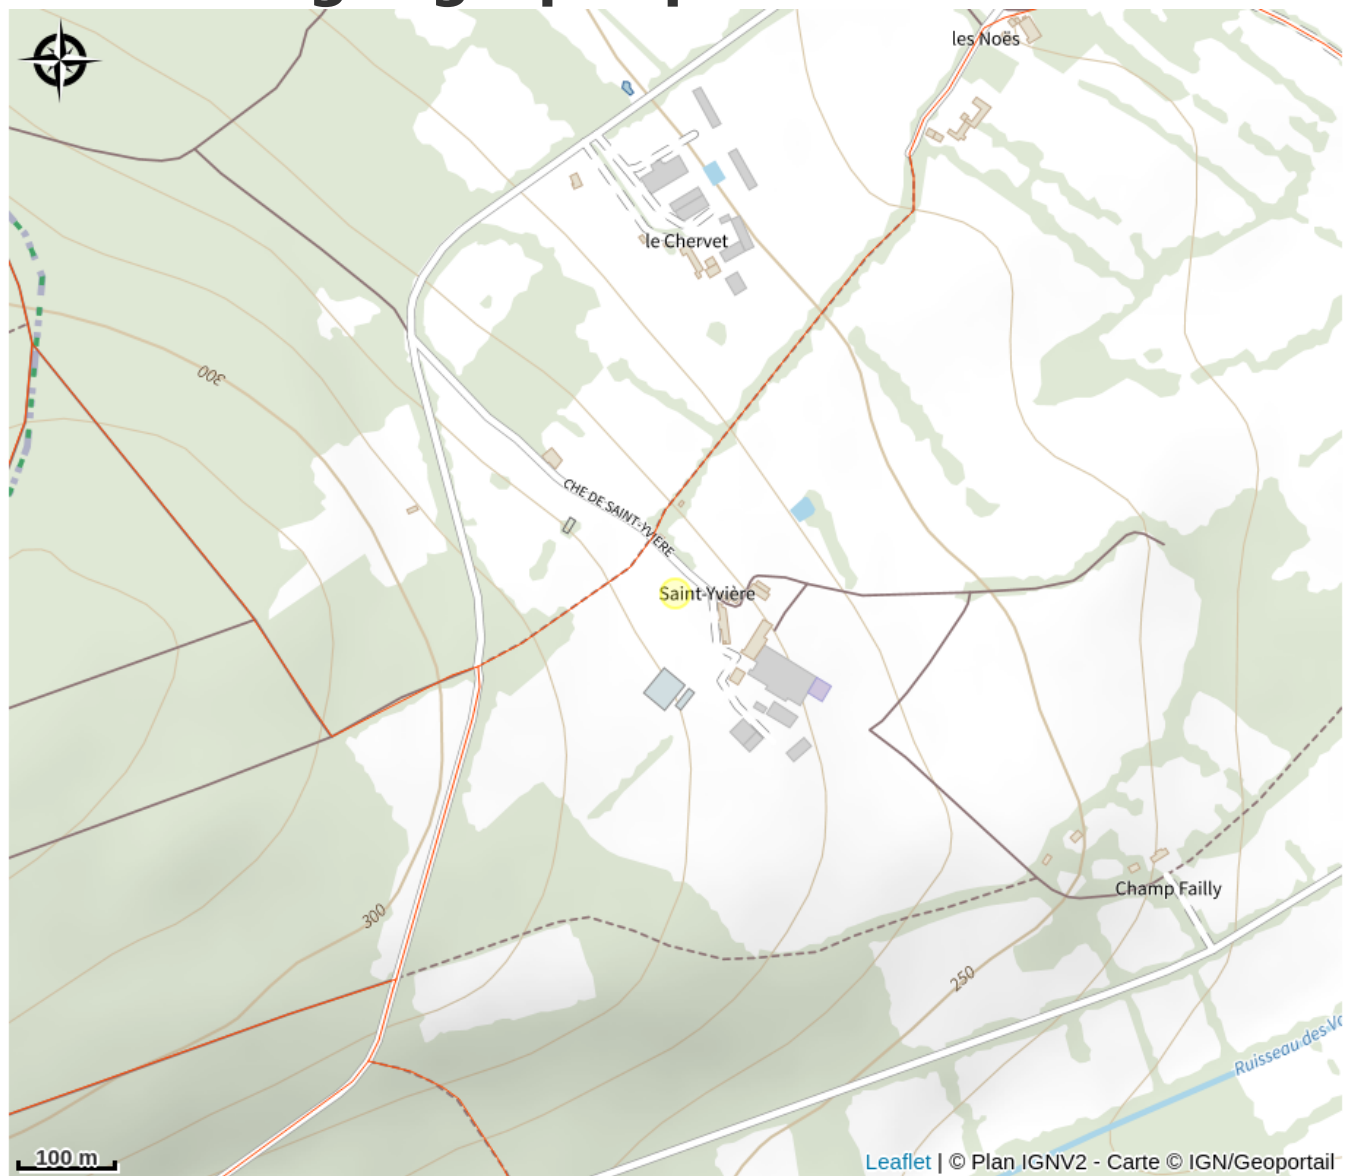 les Noës
le Chervet
300
CHE DE SAINT-YVIERE
Saint-Yvière
Champ Failly
300
250
Ruisseau des
100 m
Leaflet | © Plan IGNV2 - Carte © IGN/Geoportail